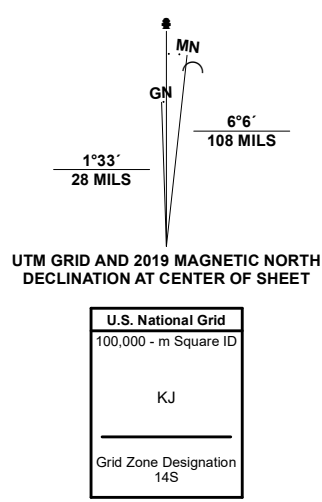 MN
GN
6°6´
108 MILS
1°33´
28 MILS
UTM GRID AND 2019 MAGNETIC NORTH
DECLINATION AT CENTER OF SHEET
U.S. National Grid
100,000 - m Square ID
KJ
Grid Zone Designation
14S